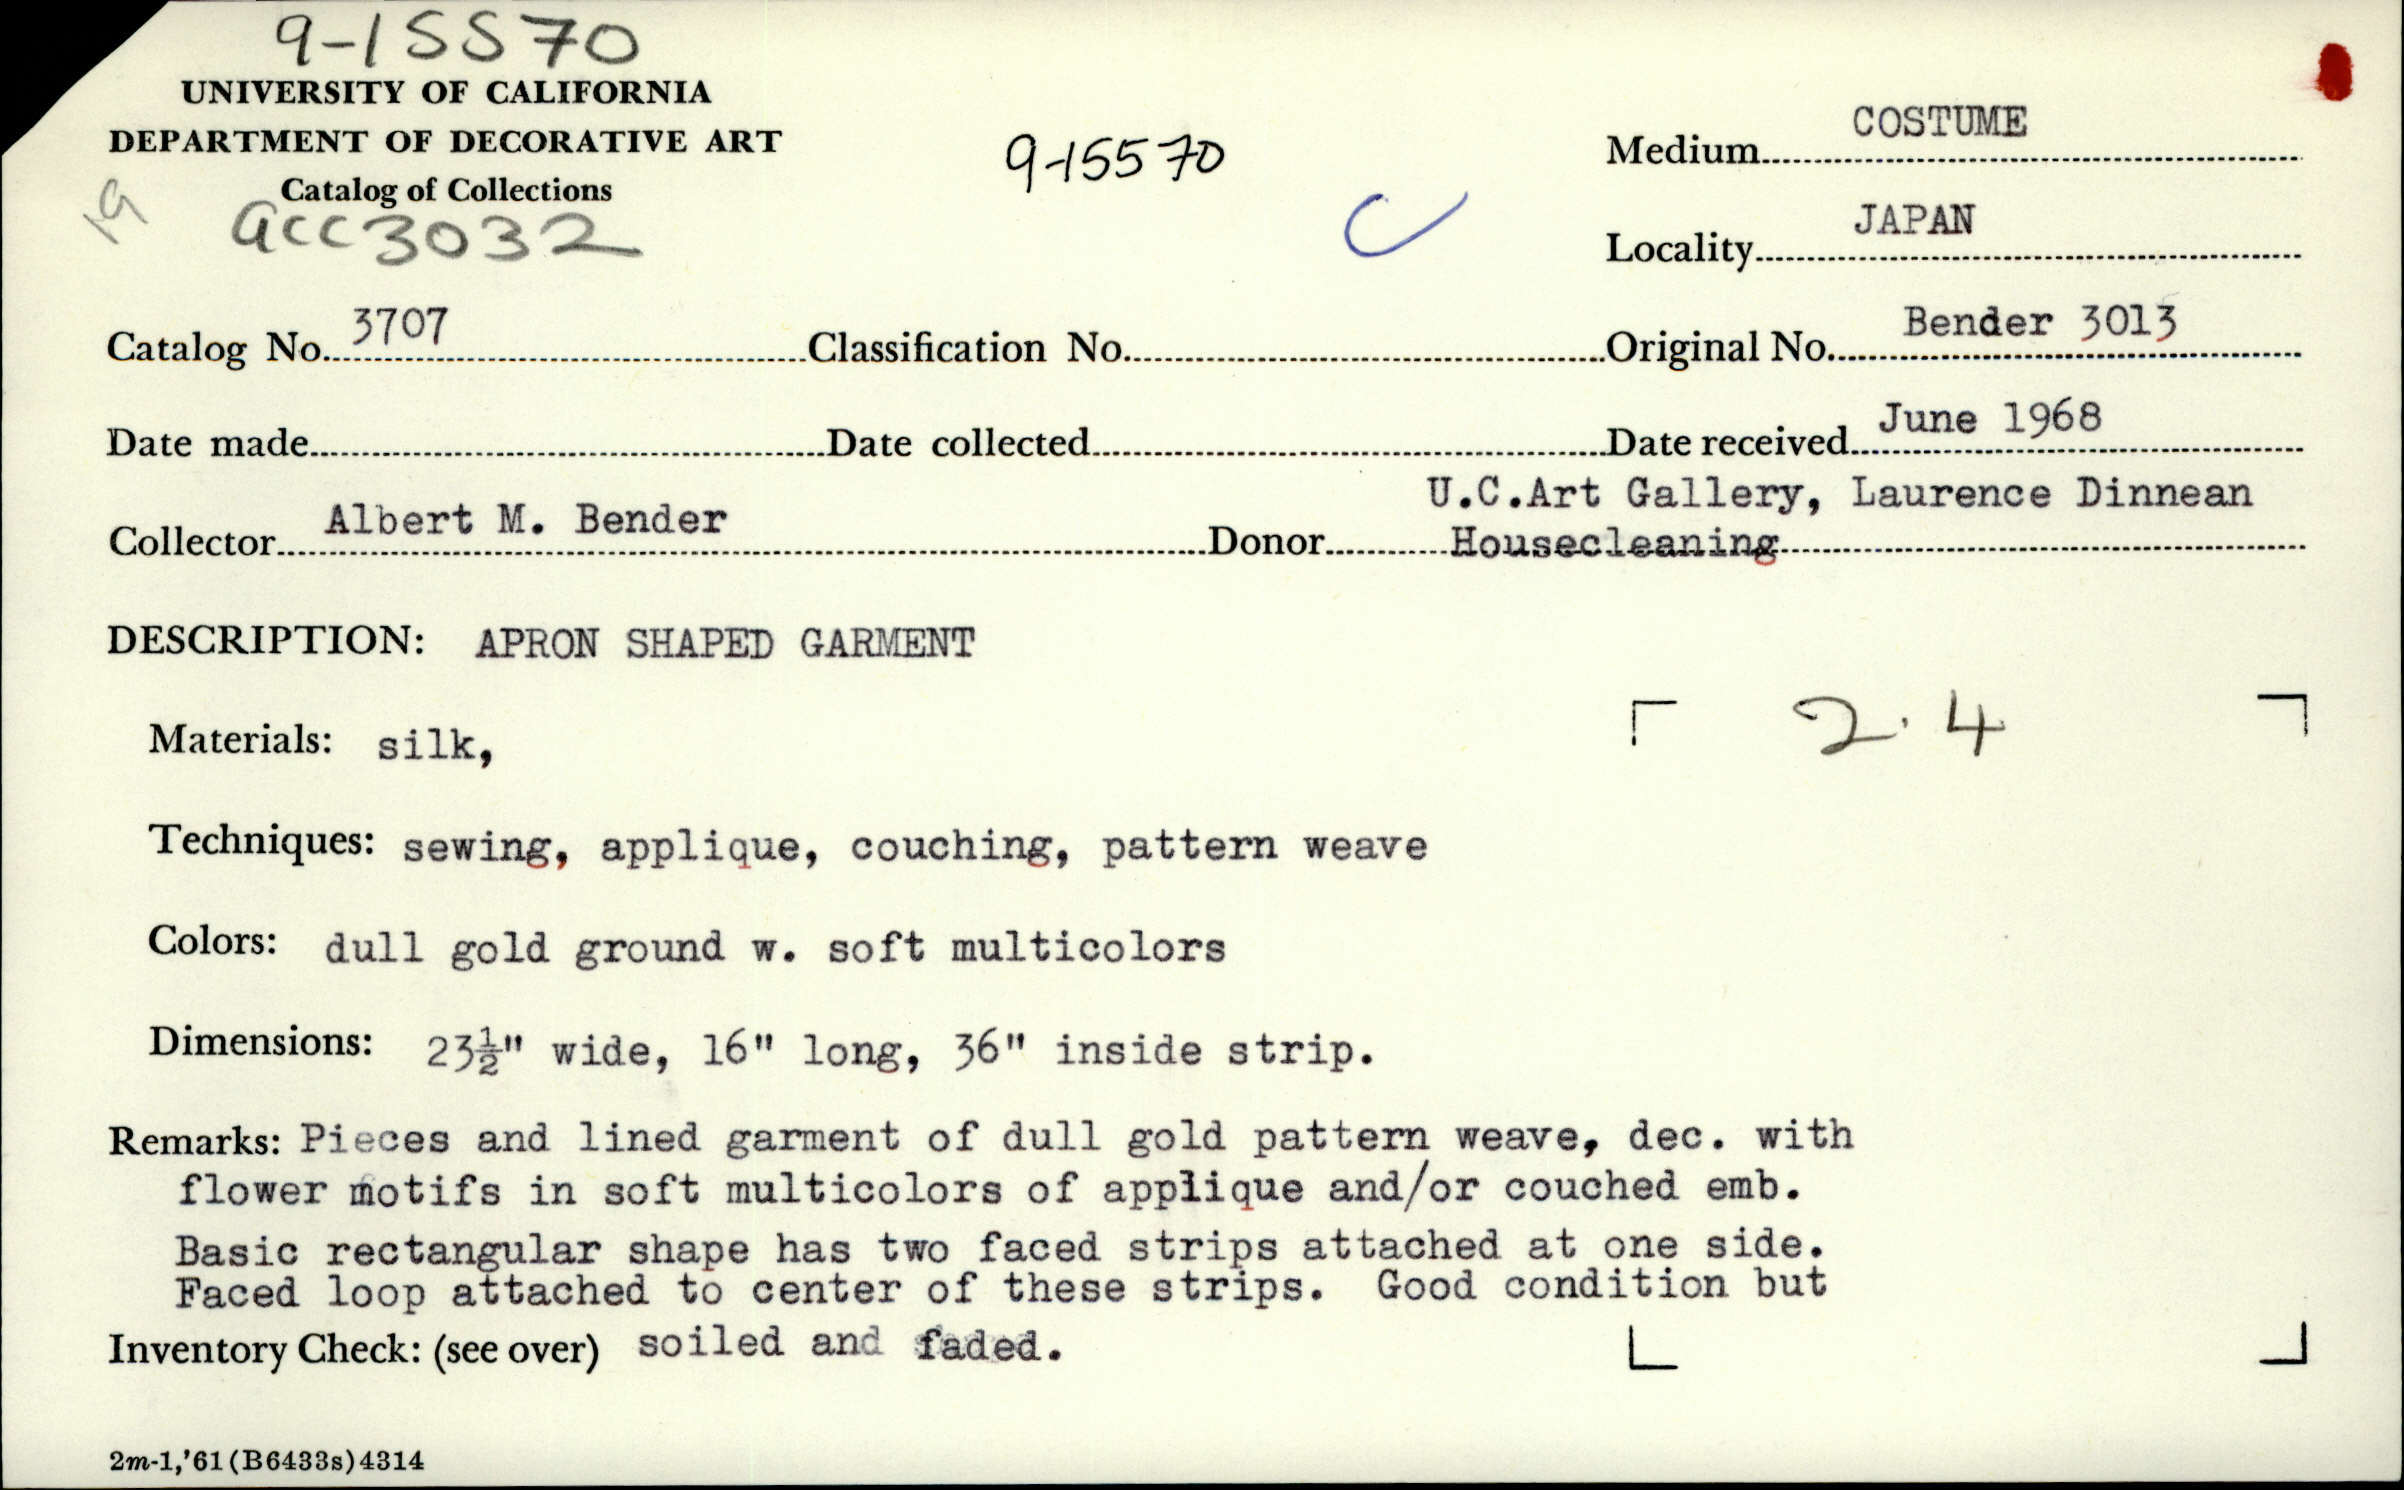 9-15570
UNIVERSITY OF CALIFORNIA
DEPARTMENT OF DECORATIVE ART
Catalog of Collections
19
acc 3032
9-15570
C
Medium COSTUME
Locality JAPAN
Catalog No. 3707 Classification No. Original No. Bender 3013
Date made Date collected Date received June 1968
Collector Albert M. Bender Donor U.C.Art Gallery, Laurence Dinnean
Housecleaning
DESCRIPTION: APRON SHAPED GARMENT
2.4
Materials: silk,
Techniques: sewing, applique, couching, pattern weave
Colors: dull gold ground w. soft multicolors
Dimensions: 23½" wide, 16" long, 36" inside strip.
Remarks: Pieces and lined garment of dull gold pattern weave, dec. with
flower motifs in soft multicolors of applique and/or couched emb.
Basic rectangular shape has two faced strips attached at one side.
Faced loop attached to center of these strips. Good condition but
Inventory Check: (see over) soiled and faded.
2m-1,'61(B6433s)4314